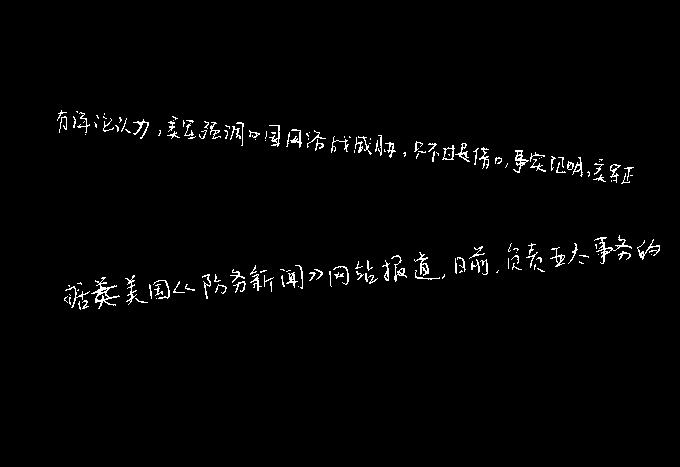 有评论认为，美军强调中国网络战威胁，只不过是借口，事实证明，美军正
据美国《防务新闻》网站报道，日前，负责亚太事务的